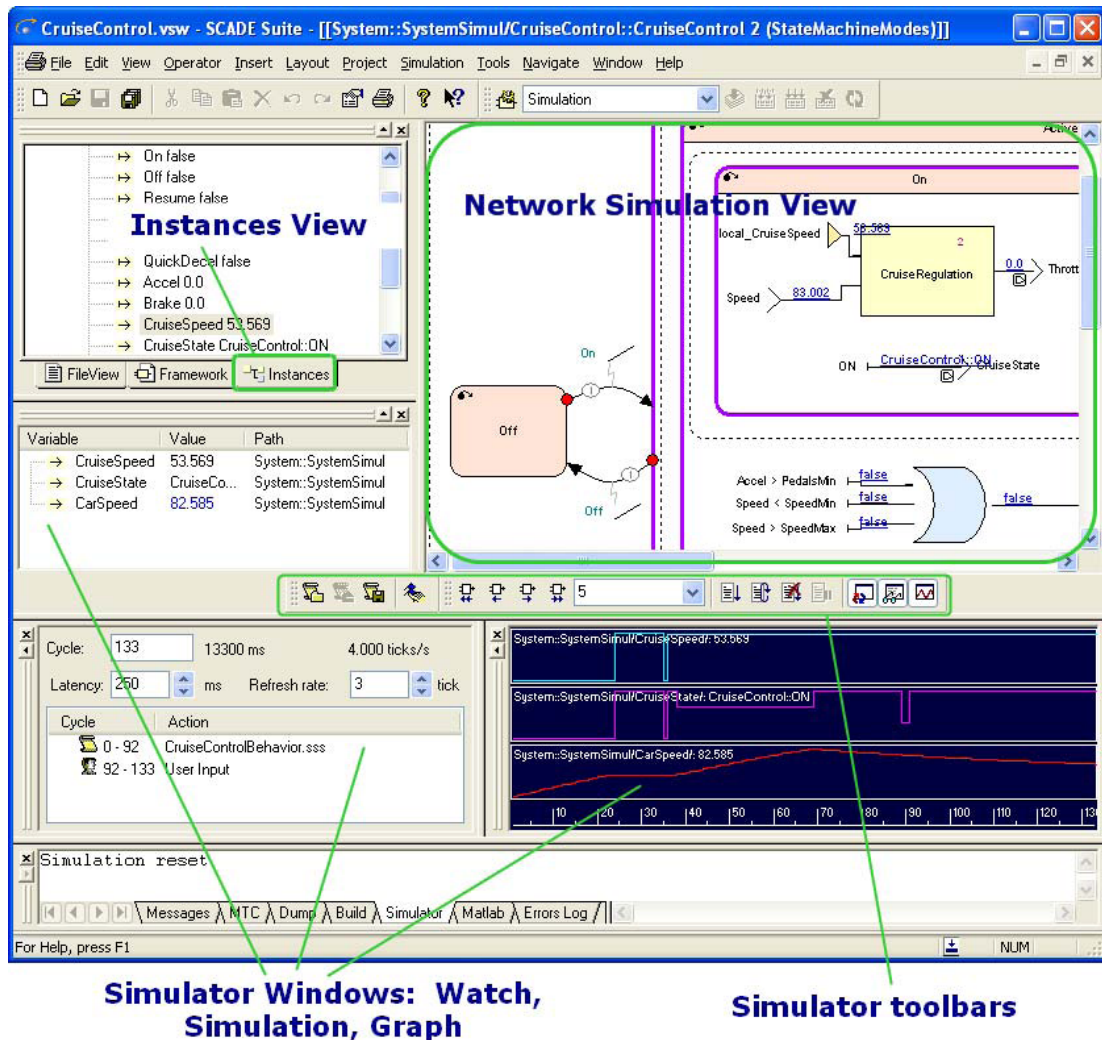 CruiseControl.vsw - SCADE Suite - [[System::SystemSimul/CruiseControl::CruiseControl 2 (StateMachineModes)]]
File Edit View Operator Insert Layout Project Simulation Tools Navigate Window Help
Simulation
On false
Off false
Resume false
Instances View
QuickDecel false
Accel 0.0
Brake 0.0
CruiseSpeed 53.569
CruiseState CruiseControl::ON
FileView Framework Instances
Active
Network Simulation View
On
local_CruiseSpeed
2
CruiseRegulation
0.0
Thrott
Speed
83.002
ON
CruiseControl::ON
CruiseState
On
Off
Off
Accel > PedalsMin false
Speed < SpeedMin false
false
Speed > SpeedMax false
Variable Value Path
CruiseSpeed 53.569 System::SystemSimul
CruiseState CruiseCo... System::SystemSimul
CarSpeed 82.585 System::SystemSimul
5
Cycle: 133 13300 ms 4.000 ticks/s
Latency: 250 ms Refresh rate: 3 tick
Cycle Action
0 - 92 CruiseControlBehavior.sss
92 - 133 User Input
System::SystemSimul/CruiseSpeed/: 53.569
System::SystemSimul/CruiseState/: CruiseControl::ON
System::SystemSimul/CarSpeed/: 82.585
10 20 30 40 50 60 70 80 90 100 110 120 13
Simulation reset
Messages MTC Dump Build Simulator Matlab Errors Log
For Help, press F1
NUM
Simulator Windows: Watch,
Simulation, Graph
Simulator toolbars